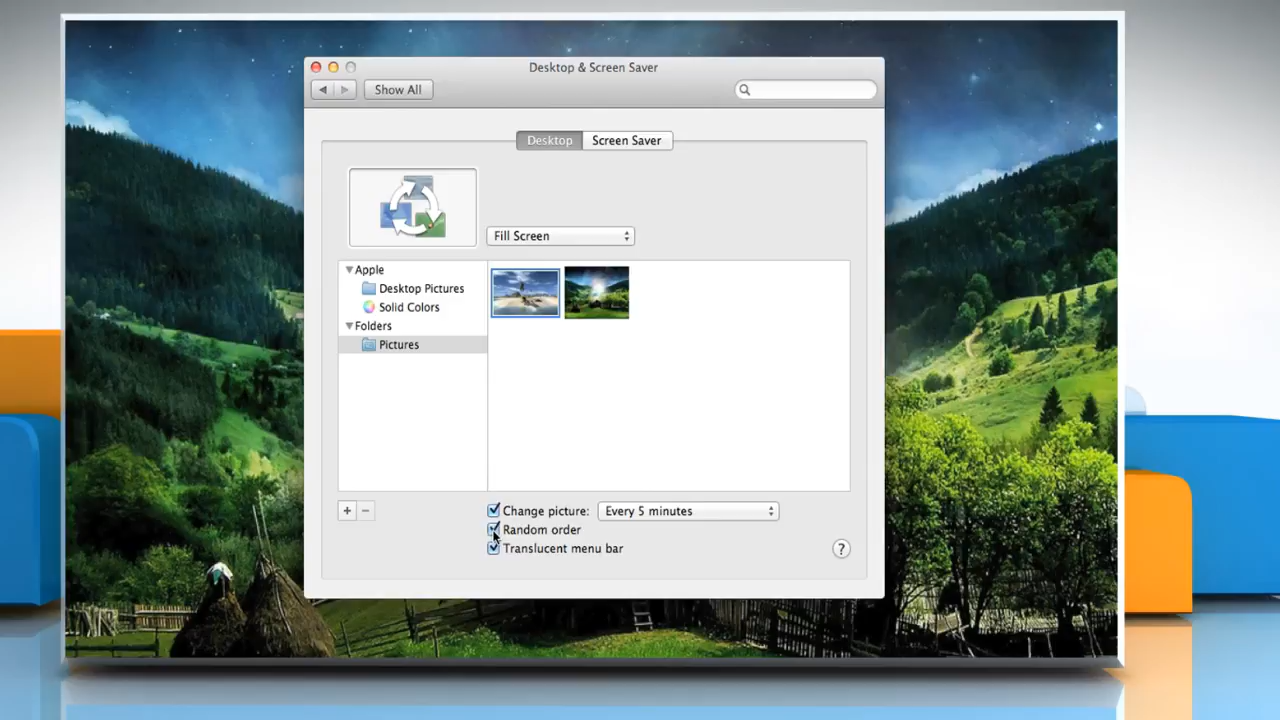 Desktop & Screen Saver
Show All
Desktop Screen Saver
Fill Screen
Apple
Desktop Pictures
Solid Colors
Folders
Pictures
+ −
Change picture: Every 5 minutes
Random order
Translucent menu bar
?